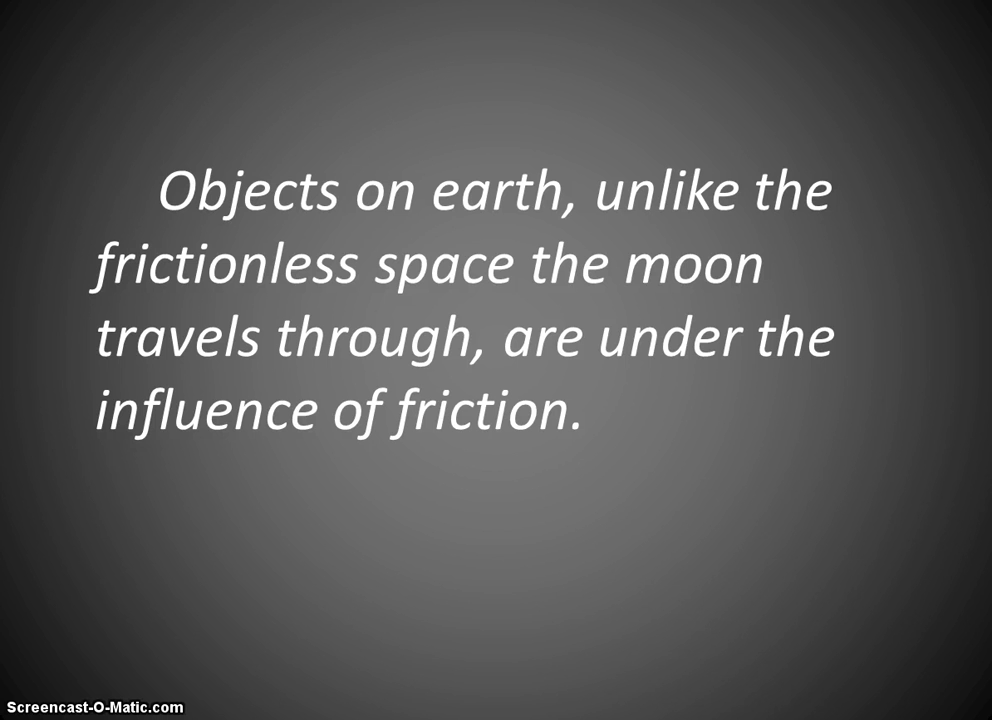 Objects on earth, unlike the
frictionless space the moon
travels through, are under the
influence of friction.
Screencast-O-Matic.com